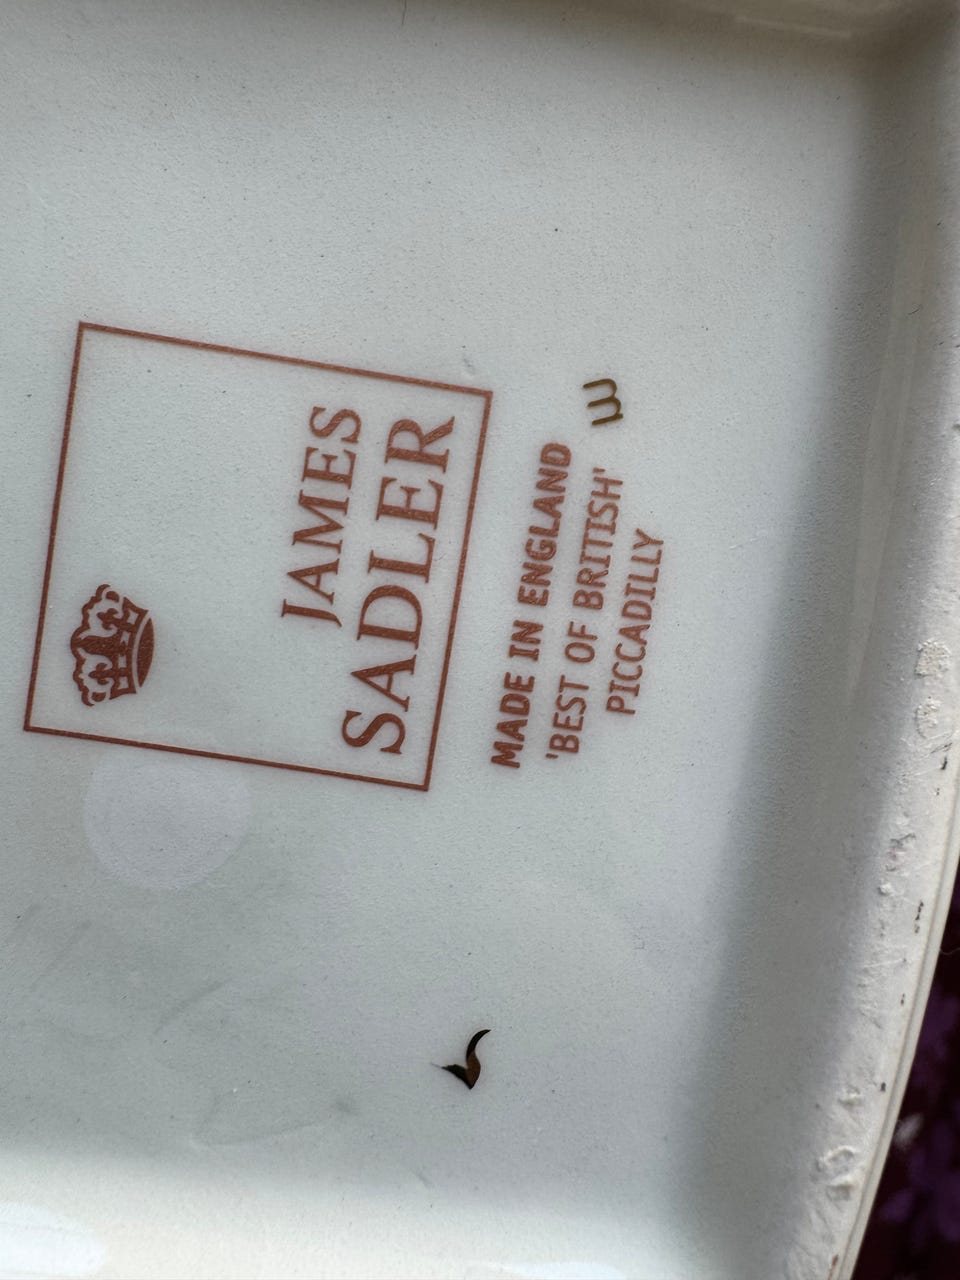 JAMES
SADLER
MADE IN ENGLAND
'BEST OF BRITISH'
PICCADILLY